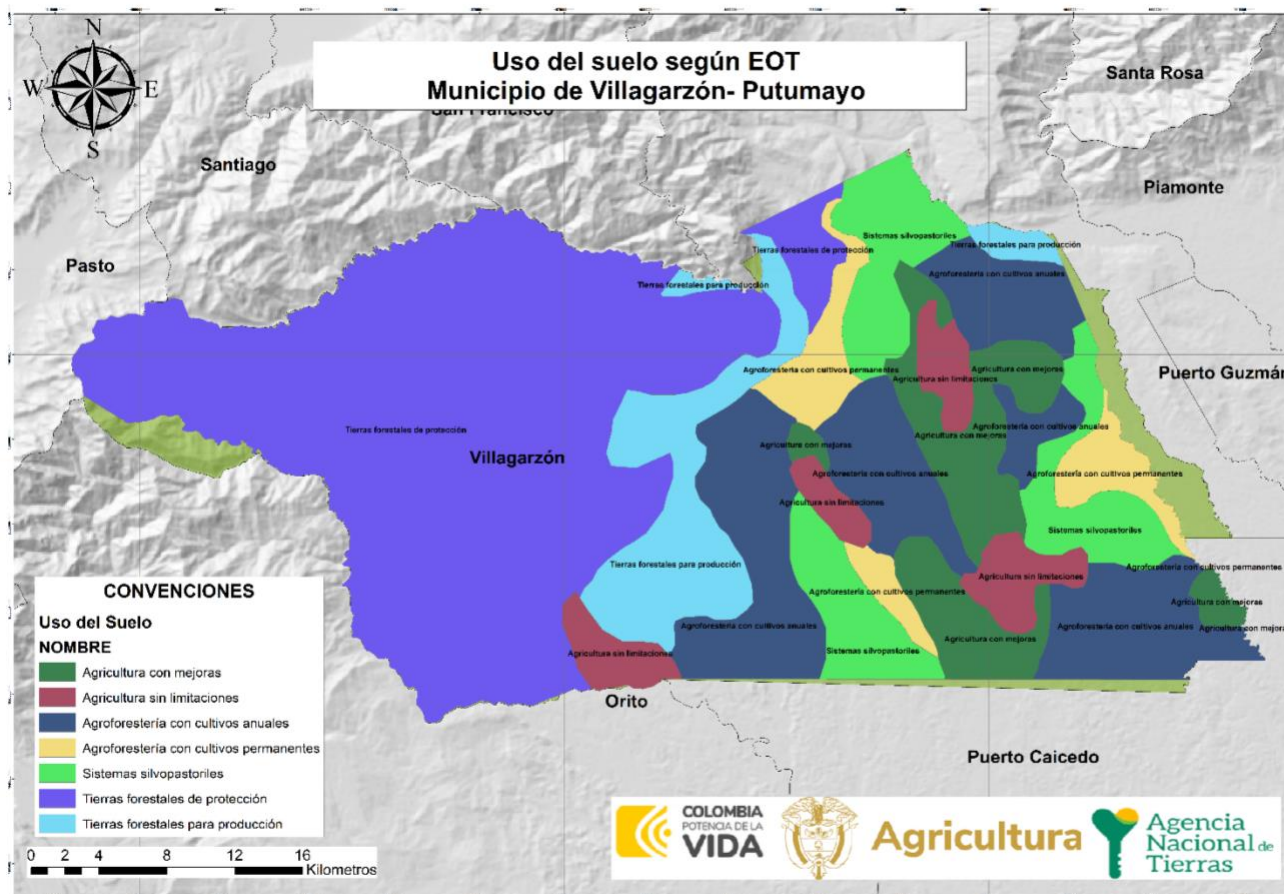 N
W
E
S
Uso del suelo según EOT
Municipio de Villagarzón- Putumayo
San Francisco
Santa Rosa
Santiago
Piamonte
Pasto
Sistemas silvopastoriles
Tierras forestales para producción
Tierras forestales de protección
Agroforestería con cultivos anuales
Tierras forestales para producción
Agroforestería con cultivos permanentes
Agricultura con mejoras
Puerto Guzmán
Agricultura sin limitaciones
Tierras forestales de protección
Agroforestería con cultivos anuales
Agricultura con mejoras
Agricultura con mejoras
Villagarzón
Agroforestería con cultivos anuales
Agroforestería con cultivos permanentes
Agricultura sin limitaciones
Sistemas silvopastoriles
Tierras forestales para producción
Agroforestería con cultivos permanentes
Agricultura sin limitaciones
Agroforestería con cultivos permanentes
Agricultura con mejoras
Agroforestería con cultivos anuales
Agricultura con mejoras
Agroforestería con cultivos anuales
Agricultura con mejora
Agricultura sin limitaciones
Sistemas silvopastoriles
Orito
Puerto Caicedo
CONVENCIONES
Uso del Suelo
NOMBRE
Agricultura con mejoras
Agricultura sin limitaciones
Agroforestería con cultivos anuales
Agroforestería con cultivos permanentes
Sistemas silvopastoriles
Tierras forestales de protección
Tierras forestales para producción
0 2 4 8 12 16
Kilometros
COLOMBIA
POTENCIA DE LA
VIDA
Agricultura
Agencia
Nacional de
Tierras